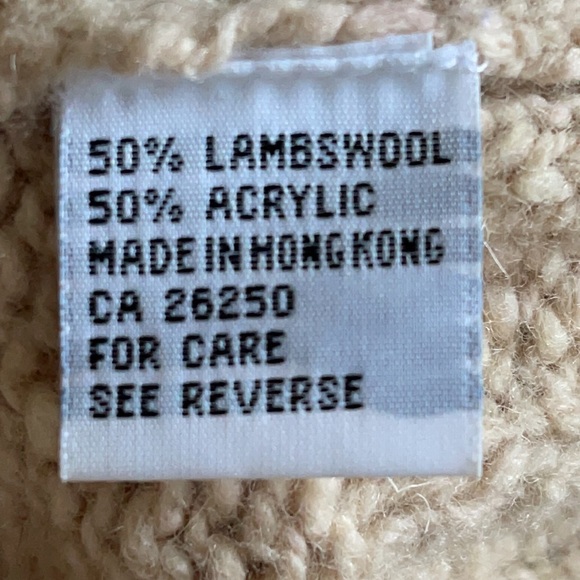 50% LAMBSWOOL
50% ACRYLIC
MADE IN HONG KONG
CA 26250
FOR CARE
SEE REVERSE